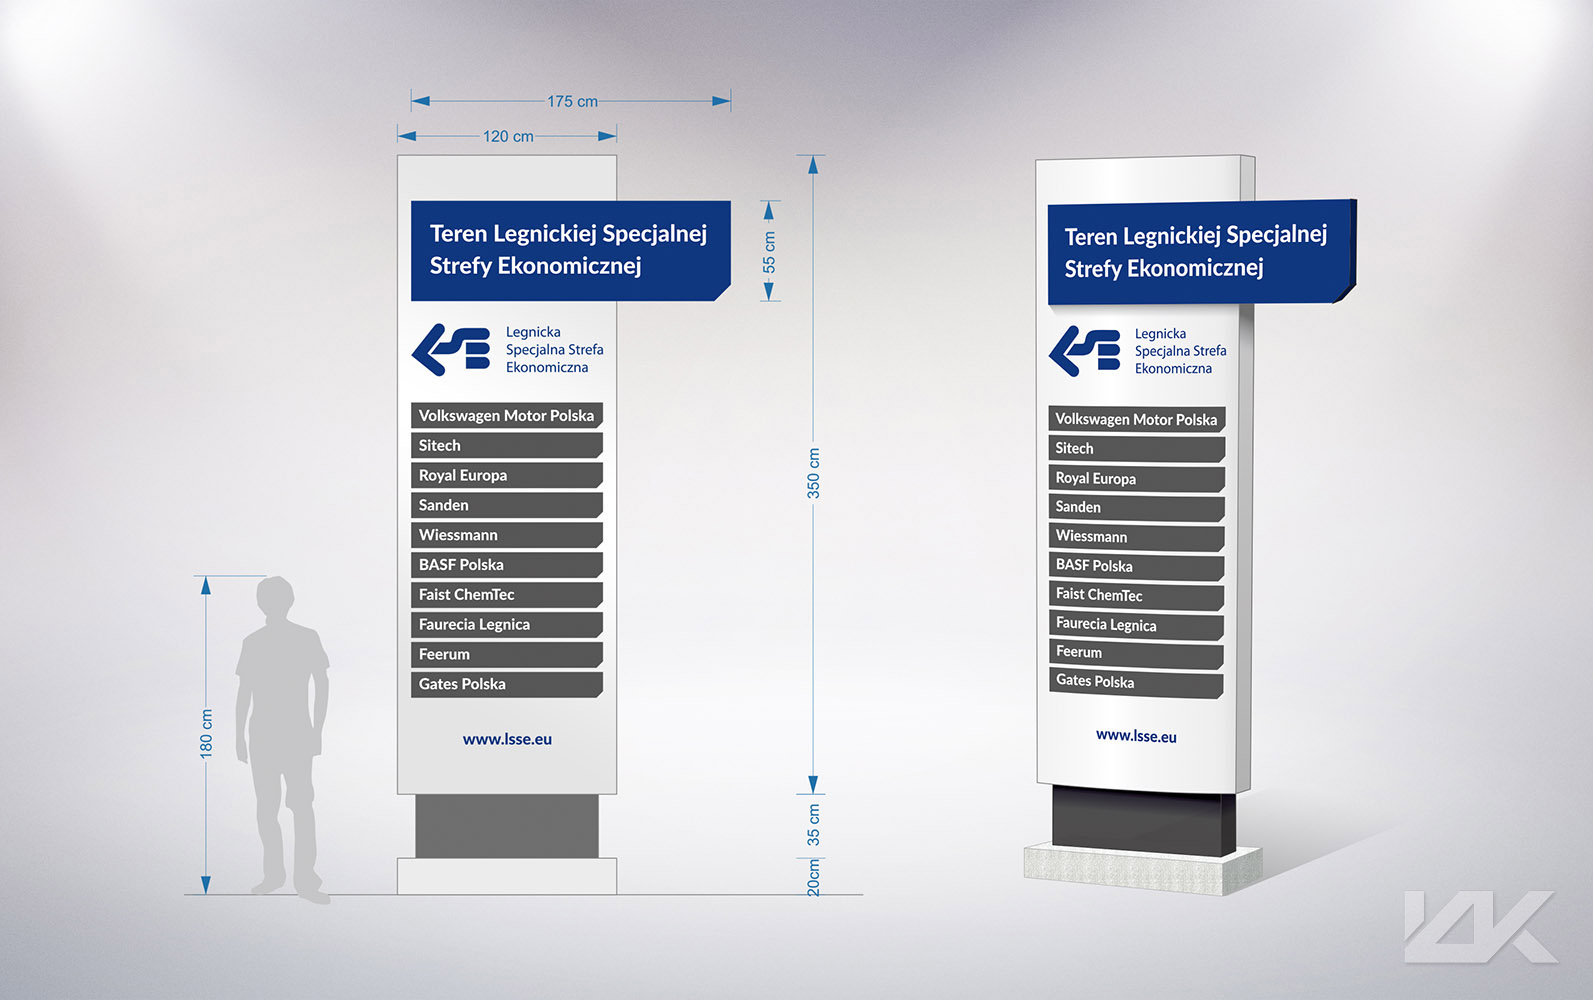 175 cm
120 cm
Teren Legnickiej Specjalnej
Strefy Ekonomicznej
55 cm
Legnicka
Specjalna Strefa
Ekonomiczna
Volkswagen Motor Polska
Sitech
Royal Europa
Sanden
Wiessmann
BASF Polska
Faist ChemTec
Faurecia Legnica
Feerum
Gates Polska
www.lsse.eu
180 cm
350 cm
35 cm
20cm
Teren Legnickiej Specjalnej
Strefy Ekonomicznej
Legnicka
Specjalna Strefa
Ekonomiczna
Volkswagen Motor Polska
Sitech
Royal Europa
Sanden
Wiessmann
BASF Polska
Faist ChemTec
Faurecia Legnica
Feerum
Gates Polska
www.lsse.eu